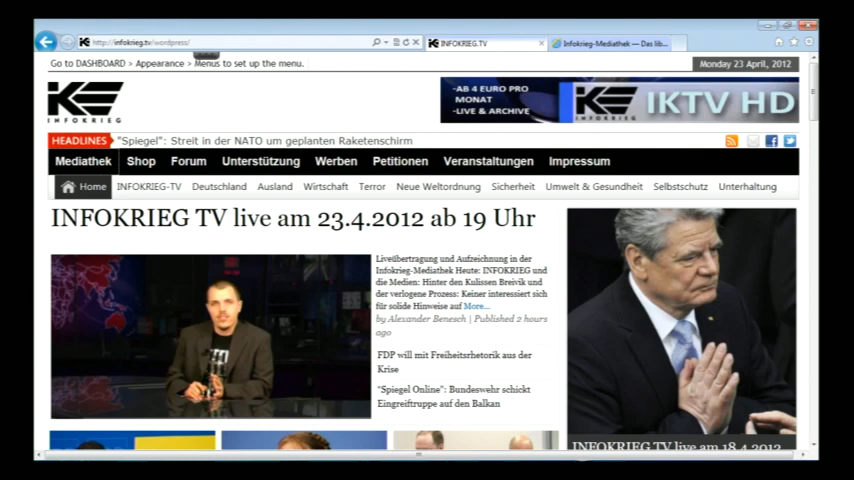 http://infokrieg.tv/wordpress/
INFOKRIEG.TV
Infokrieg-Mediathek — Das lib...
Go to DASHBOARD > Appearance > Menus to set up the menu.
Monday 23 April, 2012
INFOKRIEG
-AB 4 EURO PRO
MONAT
-LIVE & ARCHIVE
INFOKRIEG
IKTV HD
HEADLINES
"Spiegel": Streit in der NATO um geplanten Raketenschirm
Mediathek Shop Forum Unterstützung Werben Petitionen Veranstaltungen Impressum
Home INFOKRIEG-TV Deutschland Ausland Wirtschaft Terror Neue Weltordnung Sicherheit Umwelt & Gesundheit Selbstschutz Unterhaltung
INFOKRIEG TV live am 23.4.2012 ab 19 Uhr
Liveübertragung und Aufzeichnung in der
Infokrieg-Mediathek Heute: INFOKRIEG und
die Medien: Hinter den Kulissen Breivik und
der verlogene Prozess: Keiner interessiert sich
für solide Hinweise auf More...
by Alexander Benesch | Published 2 hours
ago
FDP will mit Freiheitsrhetorik aus der
Krise
"Spiegel Online": Bundeswehr schickt
Eingreiftruppe auf den Balkan
INFOKRIEG TV live am 18.4.2012